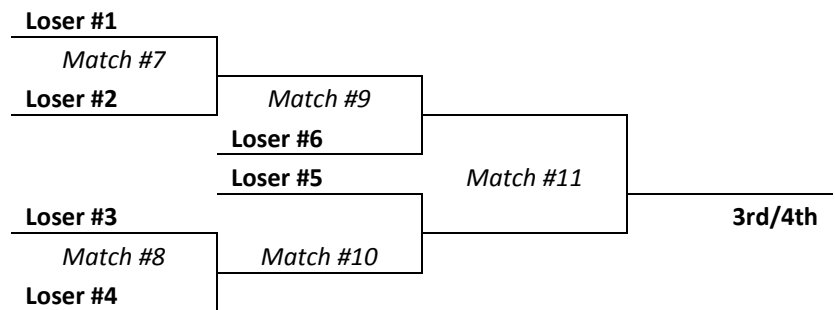 Loser #1
Match #7
Loser #2
Match #9
Loser #6
Loser #5
Match #11
Loser #3
3rd/4th
Match #8
Match #10
Loser #4